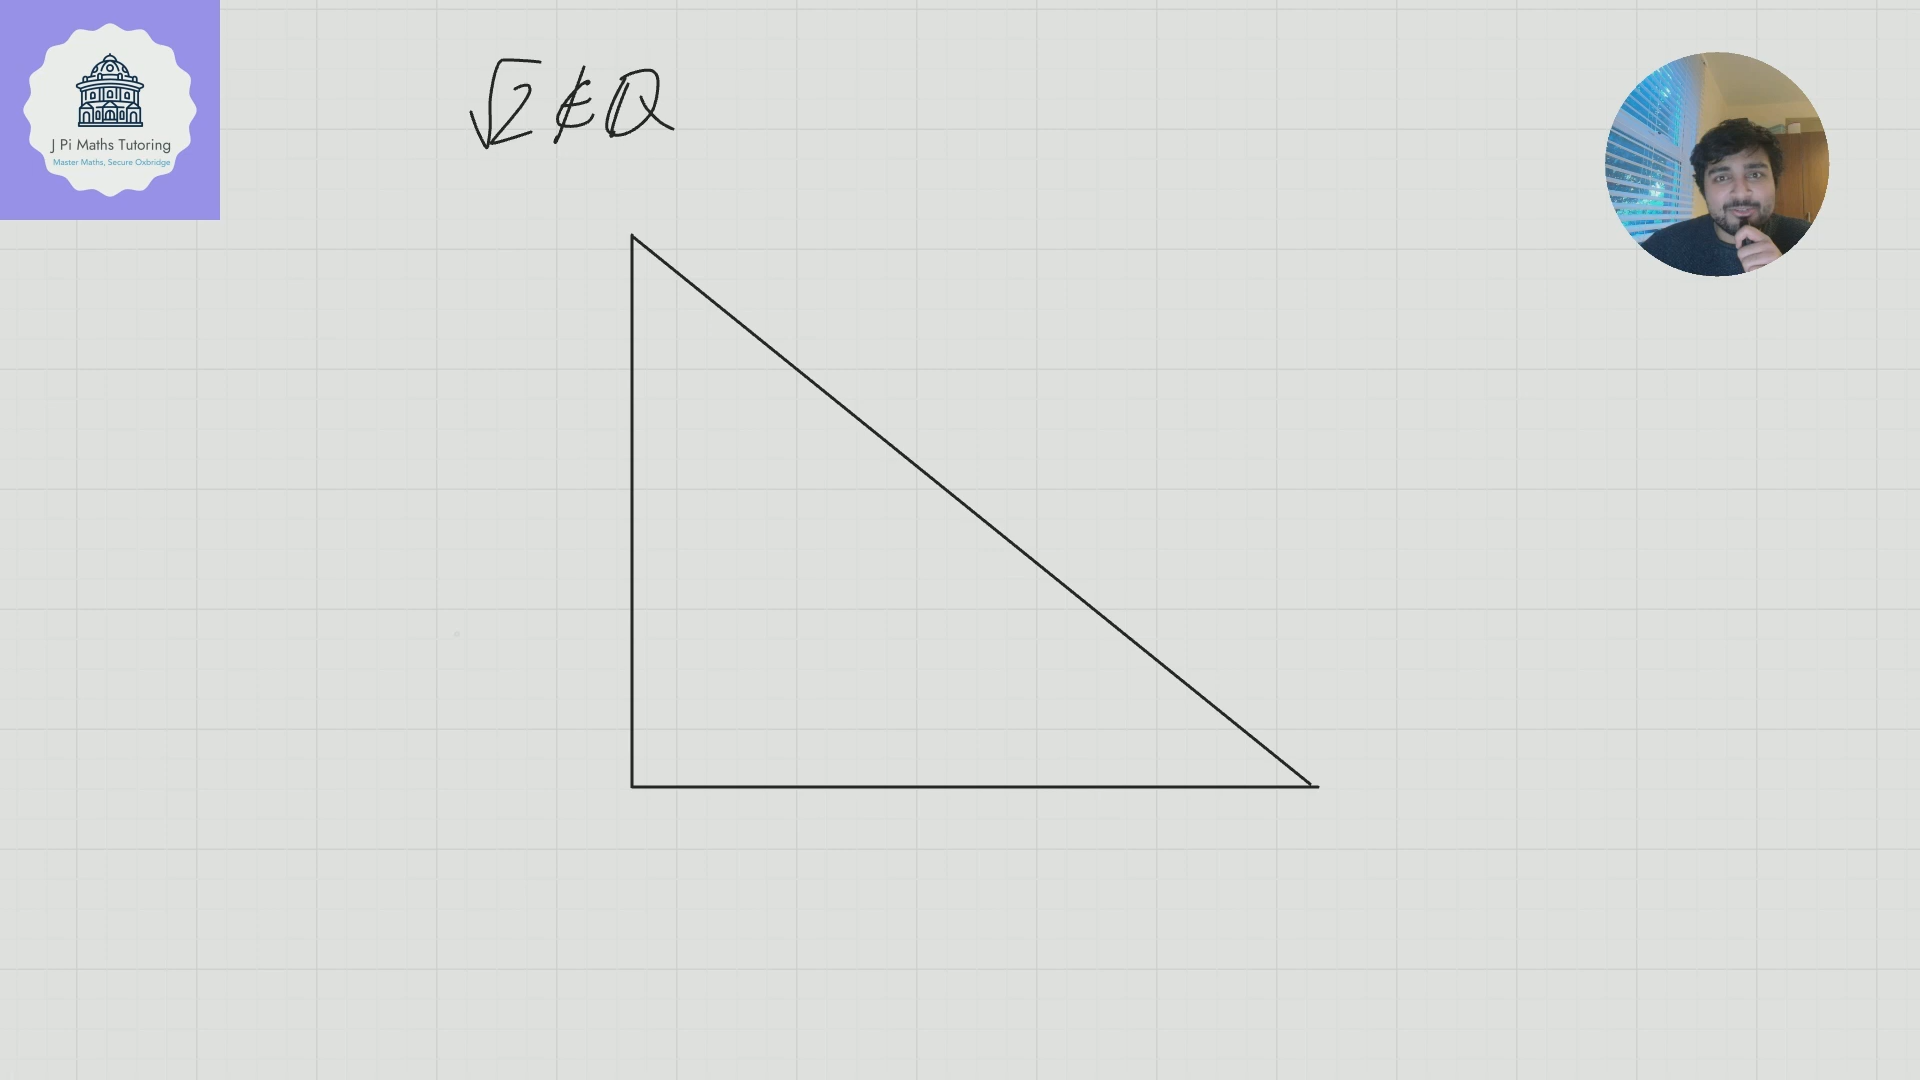 J Pi Maths Tutoring
Master Maths, Secure Oxbridge
√2 ∉ ℚ